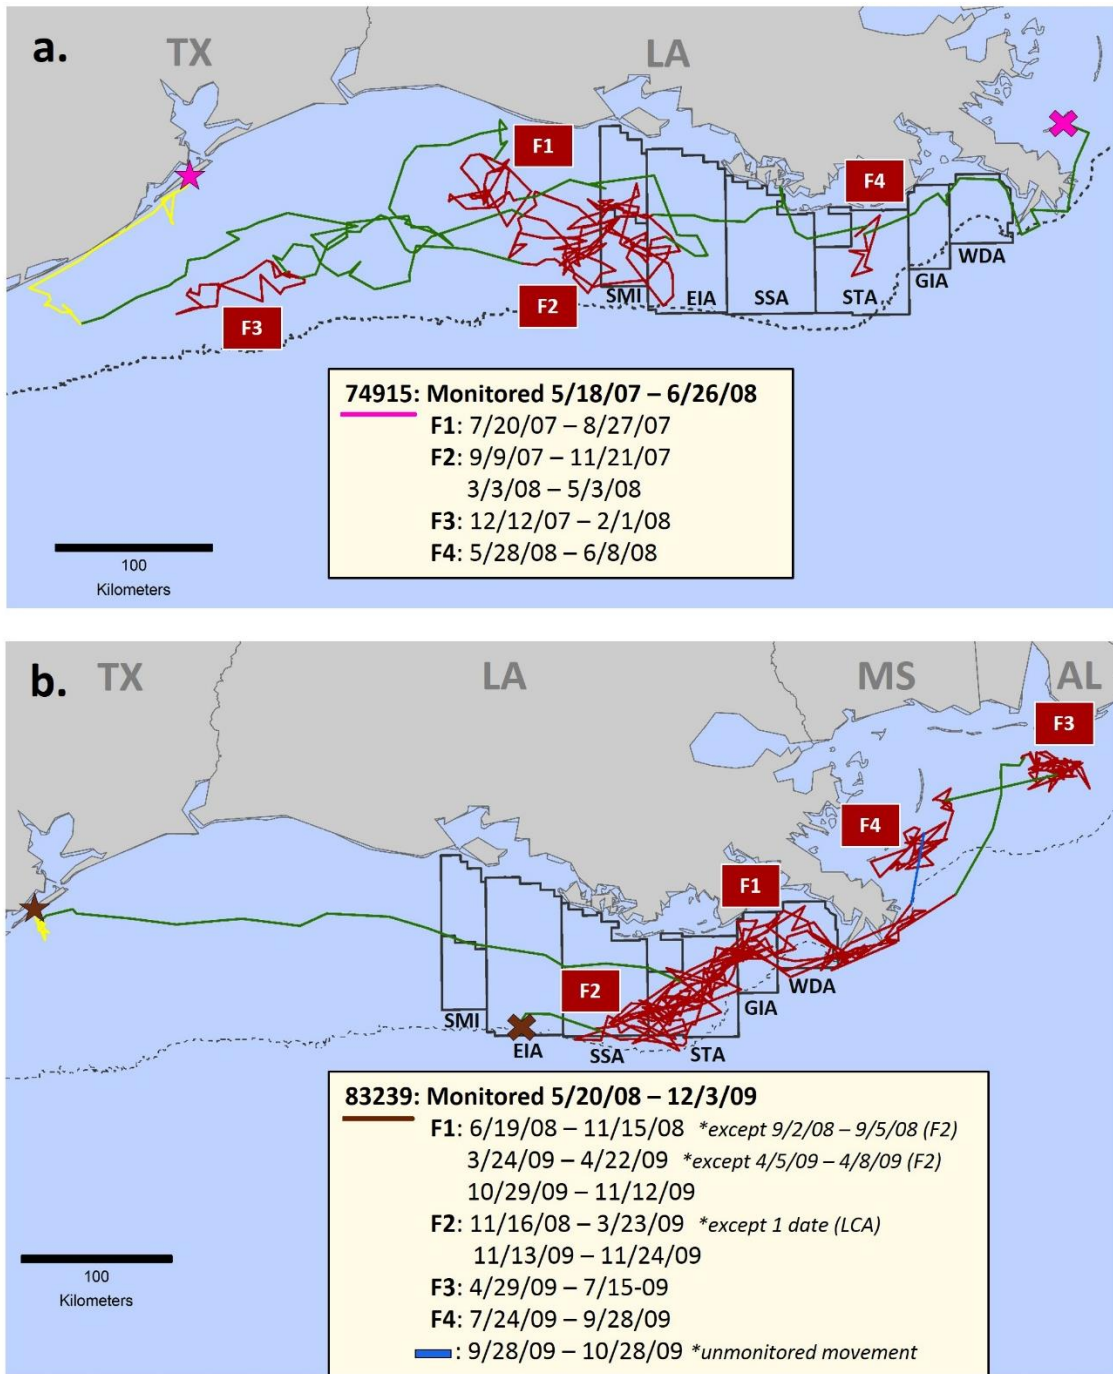 a.
TX
LA
F1
F4
F2
F3
SMI
EIA
SSA
STA
GIA
WDA
74915: Monitored 5/18/07 – 6/26/08
F1: 7/20/07 – 8/27/07
F2: 9/9/07 – 11/21/07
3/3/08 – 5/3/08
F3: 12/12/07 – 2/1/08
F4: 5/28/08 – 6/8/08
100
Kilometers
b.
TX
LA
MS
AL
F3
F4
F1
F2
SMI
EIA
SSA
STA
GIA
WDA
83239: Monitored 5/20/08 – 12/3/09
F1: 6/19/08 – 11/15/08 *except 9/2/08 – 9/5/08 (F2)
3/24/09 – 4/22/09 *except 4/5/09 – 4/8/09 (F2)
10/29/09 – 11/12/09
F2: 11/16/08 – 3/23/09 *except 1 date (LCA)
11/13/09 – 11/24/09
F3: 4/29/09 – 7/15-09
F4: 7/24/09 – 9/28/09
: 9/28/09 – 10/28/09 *unmonitored movement
100
Kilometers